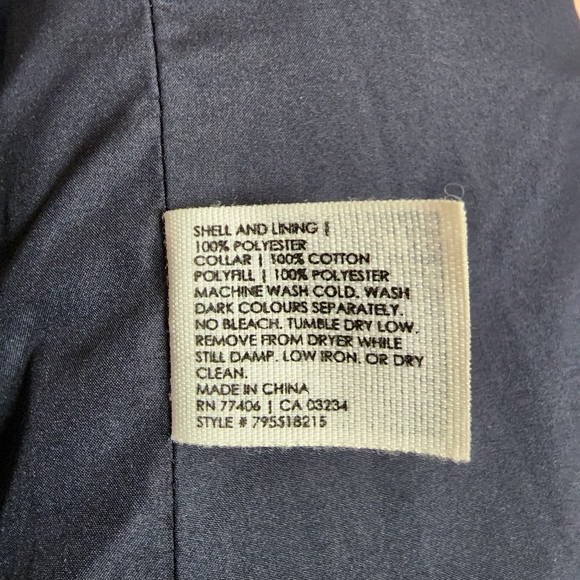 SHELL AND LINING |
100% POLYESTER
COLLAR | 100% COTTON
POLYFILL | 100% POLYESTER
MACHINE WASH COLD. WASH
DARK COLOURS SEPARATELY.
NO BLEACH. TUMBLE DRY LOW.
REMOVE FROM DRYER WHILE
STILL DAMP. LOW IRON. OR DRY
CLEAN.
MADE IN CHINA
RN 77406 | CA 03234
STYLE # 795518215